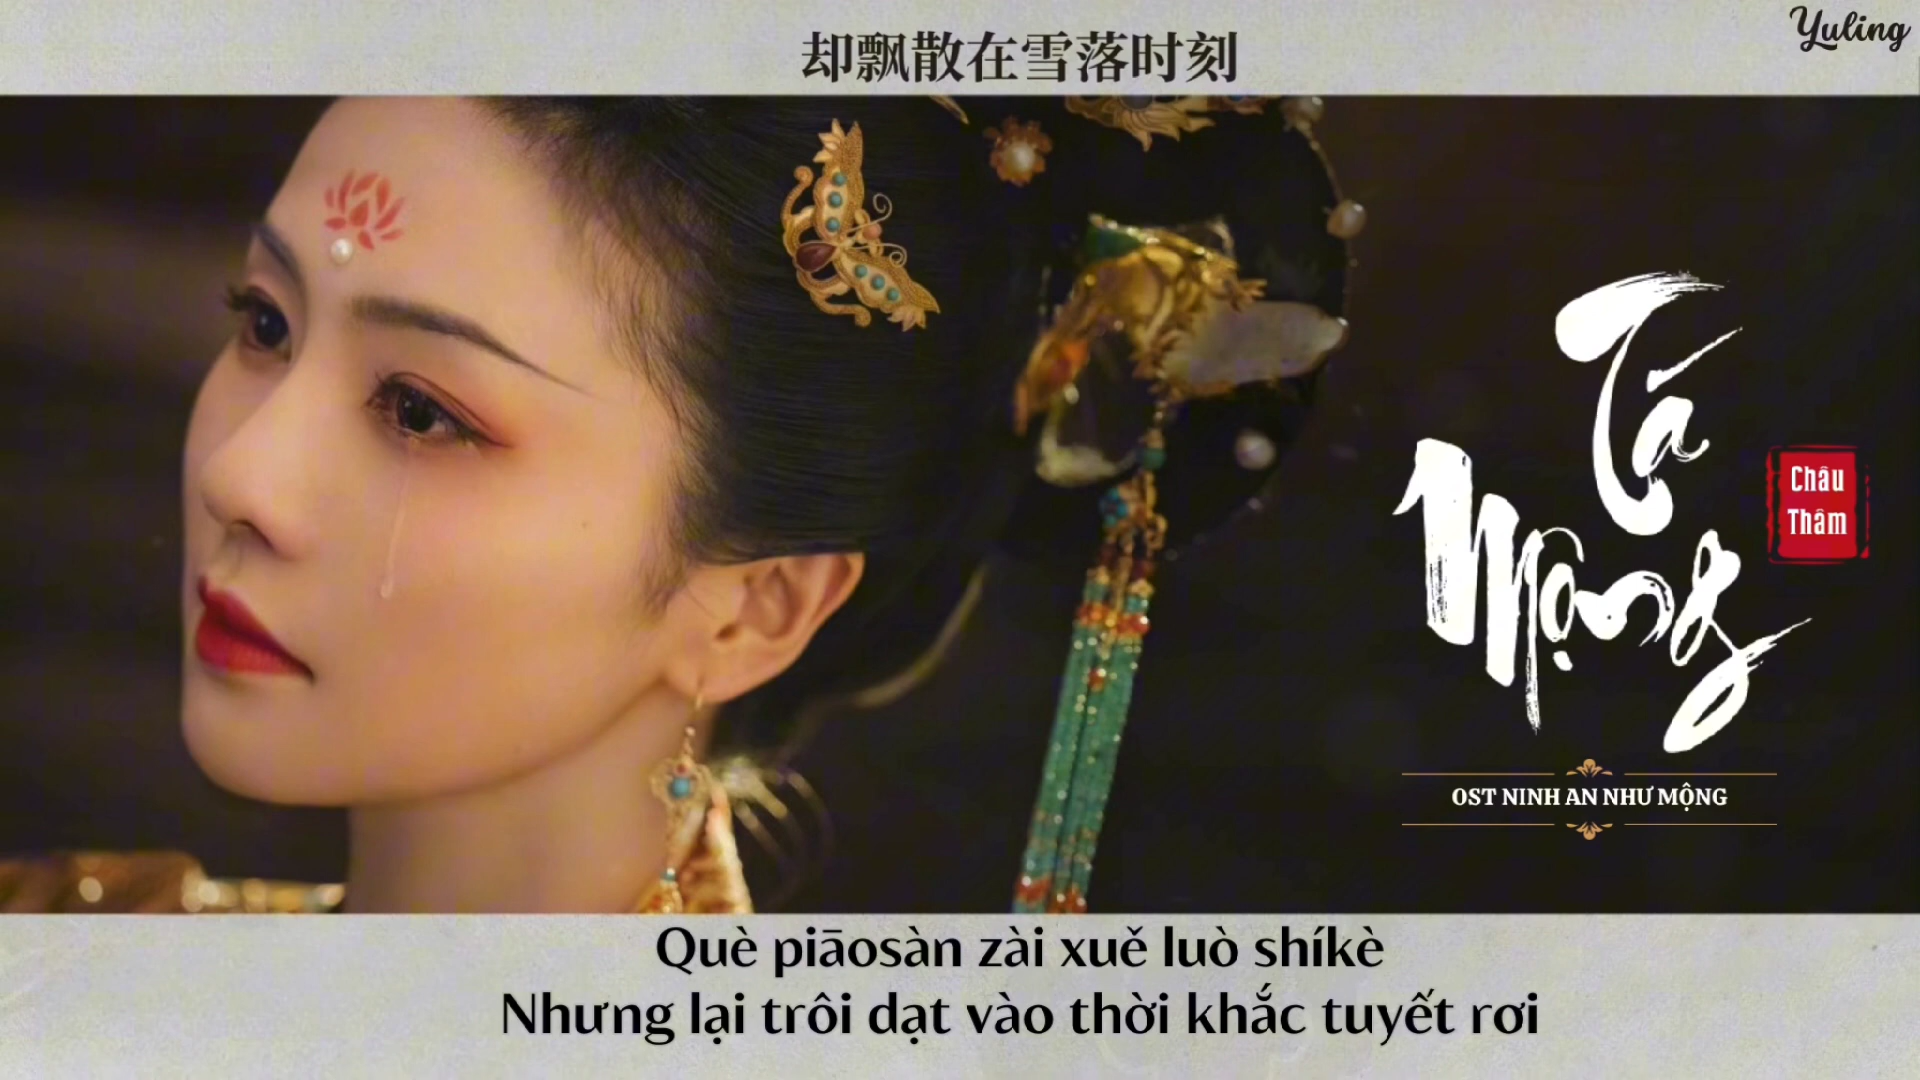 Yuling
却飘散在雪落时刻
Tá
Mộng
Châu
Thâm
OST NINH AN NHƯ MỘNG
Què piāosàn zài xuě luò shíkè
Nhưng lại trôi dạt vào thời khắc tuyết rơi